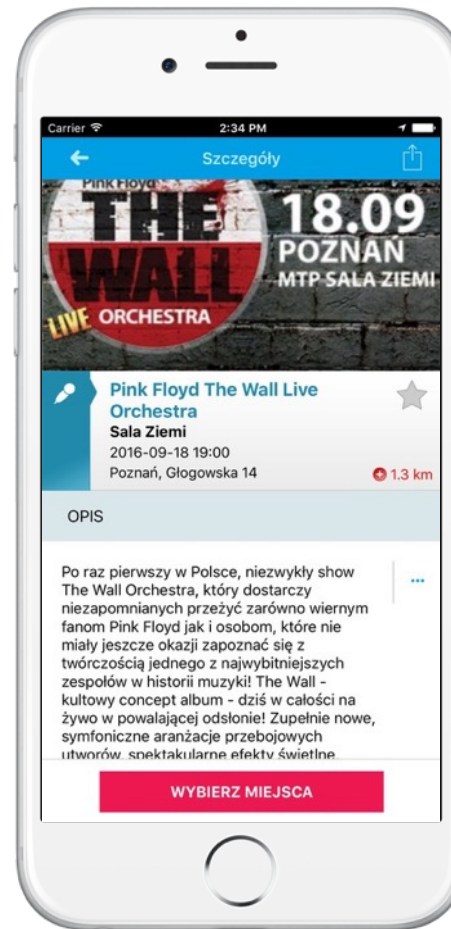 Carrier 2:34 PM
Szczegóły
Pink Floyd
THE
WALL
LIVE ORCHESTRA
18.09
POZNAŃ
MTP SALA ZIEMI
Pink Floyd The Wall Live
Orchestra
Sala Ziemi
2016-09-18 19:00
Poznań, Głogowska 14
1.3 km
OPIS
Po raz pierwszy w Polsce, niezwykły show
The Wall Orchestra, który dostarczy
niezapomnianych przeżyć zarówno wiernym
fanom Pink Floyd jak i osobom, które nie
miały jeszcze okazji zapoznać się z
twórczością jednego z najwybitniejszych
zespołów w historii muzyki! The Wall -
kultowy concept album - dziś w całości na
żywo w powalającej odsłonie! Zupełnie nowe,
symfoniczne aranżacje przebojowych
utworów, spektakularne efekty świetlne,
WYBIERZ MIEJSCA